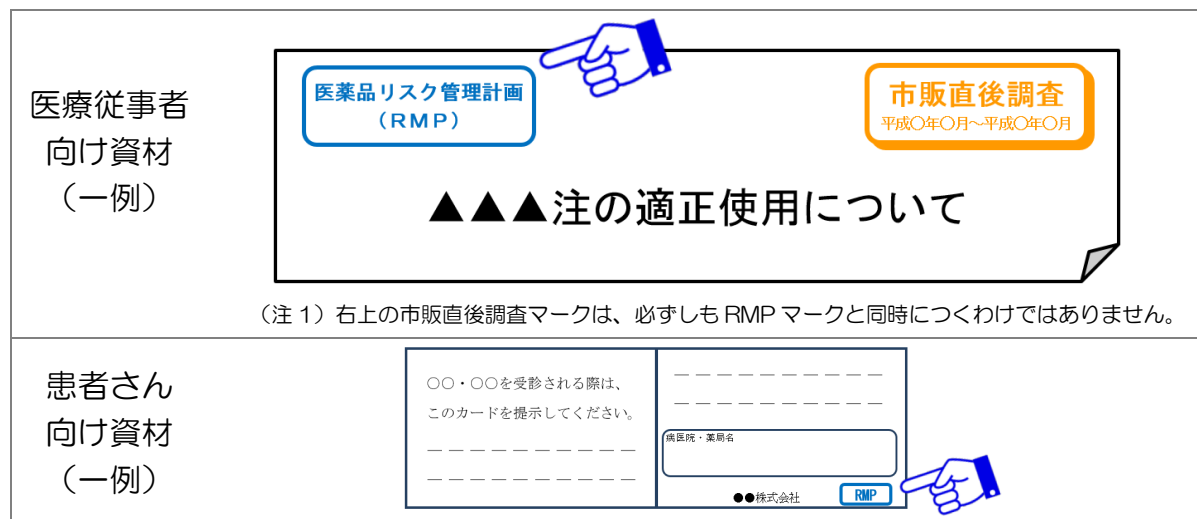 医療従事者
向け資材
（一例）
医薬品リスク管理計画
（ＲＭＰ）
市販直後調査
平成〇年〇月～平成〇年〇月
▲▲▲注の適正使用について
（注１）右上の市販直後調査マークは、必ずしも RMP マークと同時につくわけではありません。
患者さん
向け資材
（一例）
○○・○○を受診される際は、
このカードを提示してください。
病医院・薬局名
●●株式会社
RMP